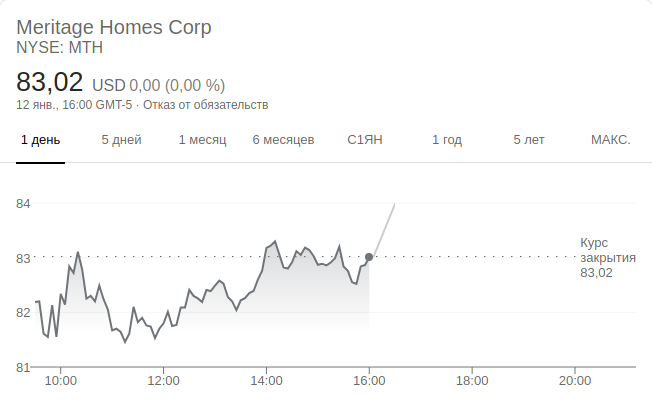 Meritage Homes Corp
NYSE: MTH
83,02 USD 0,00 (0,00 %)
12 янв., 16:00 GMT-5 · Отказ от обязательств
1 день 5 дней 1 месяц 6 месяцев С1ЯН 1 год 5 лет МАКС.
84
Курс
83 закрытия
83,02
82
81
10:00 12:00 14:00 16:00 18:00 20:00